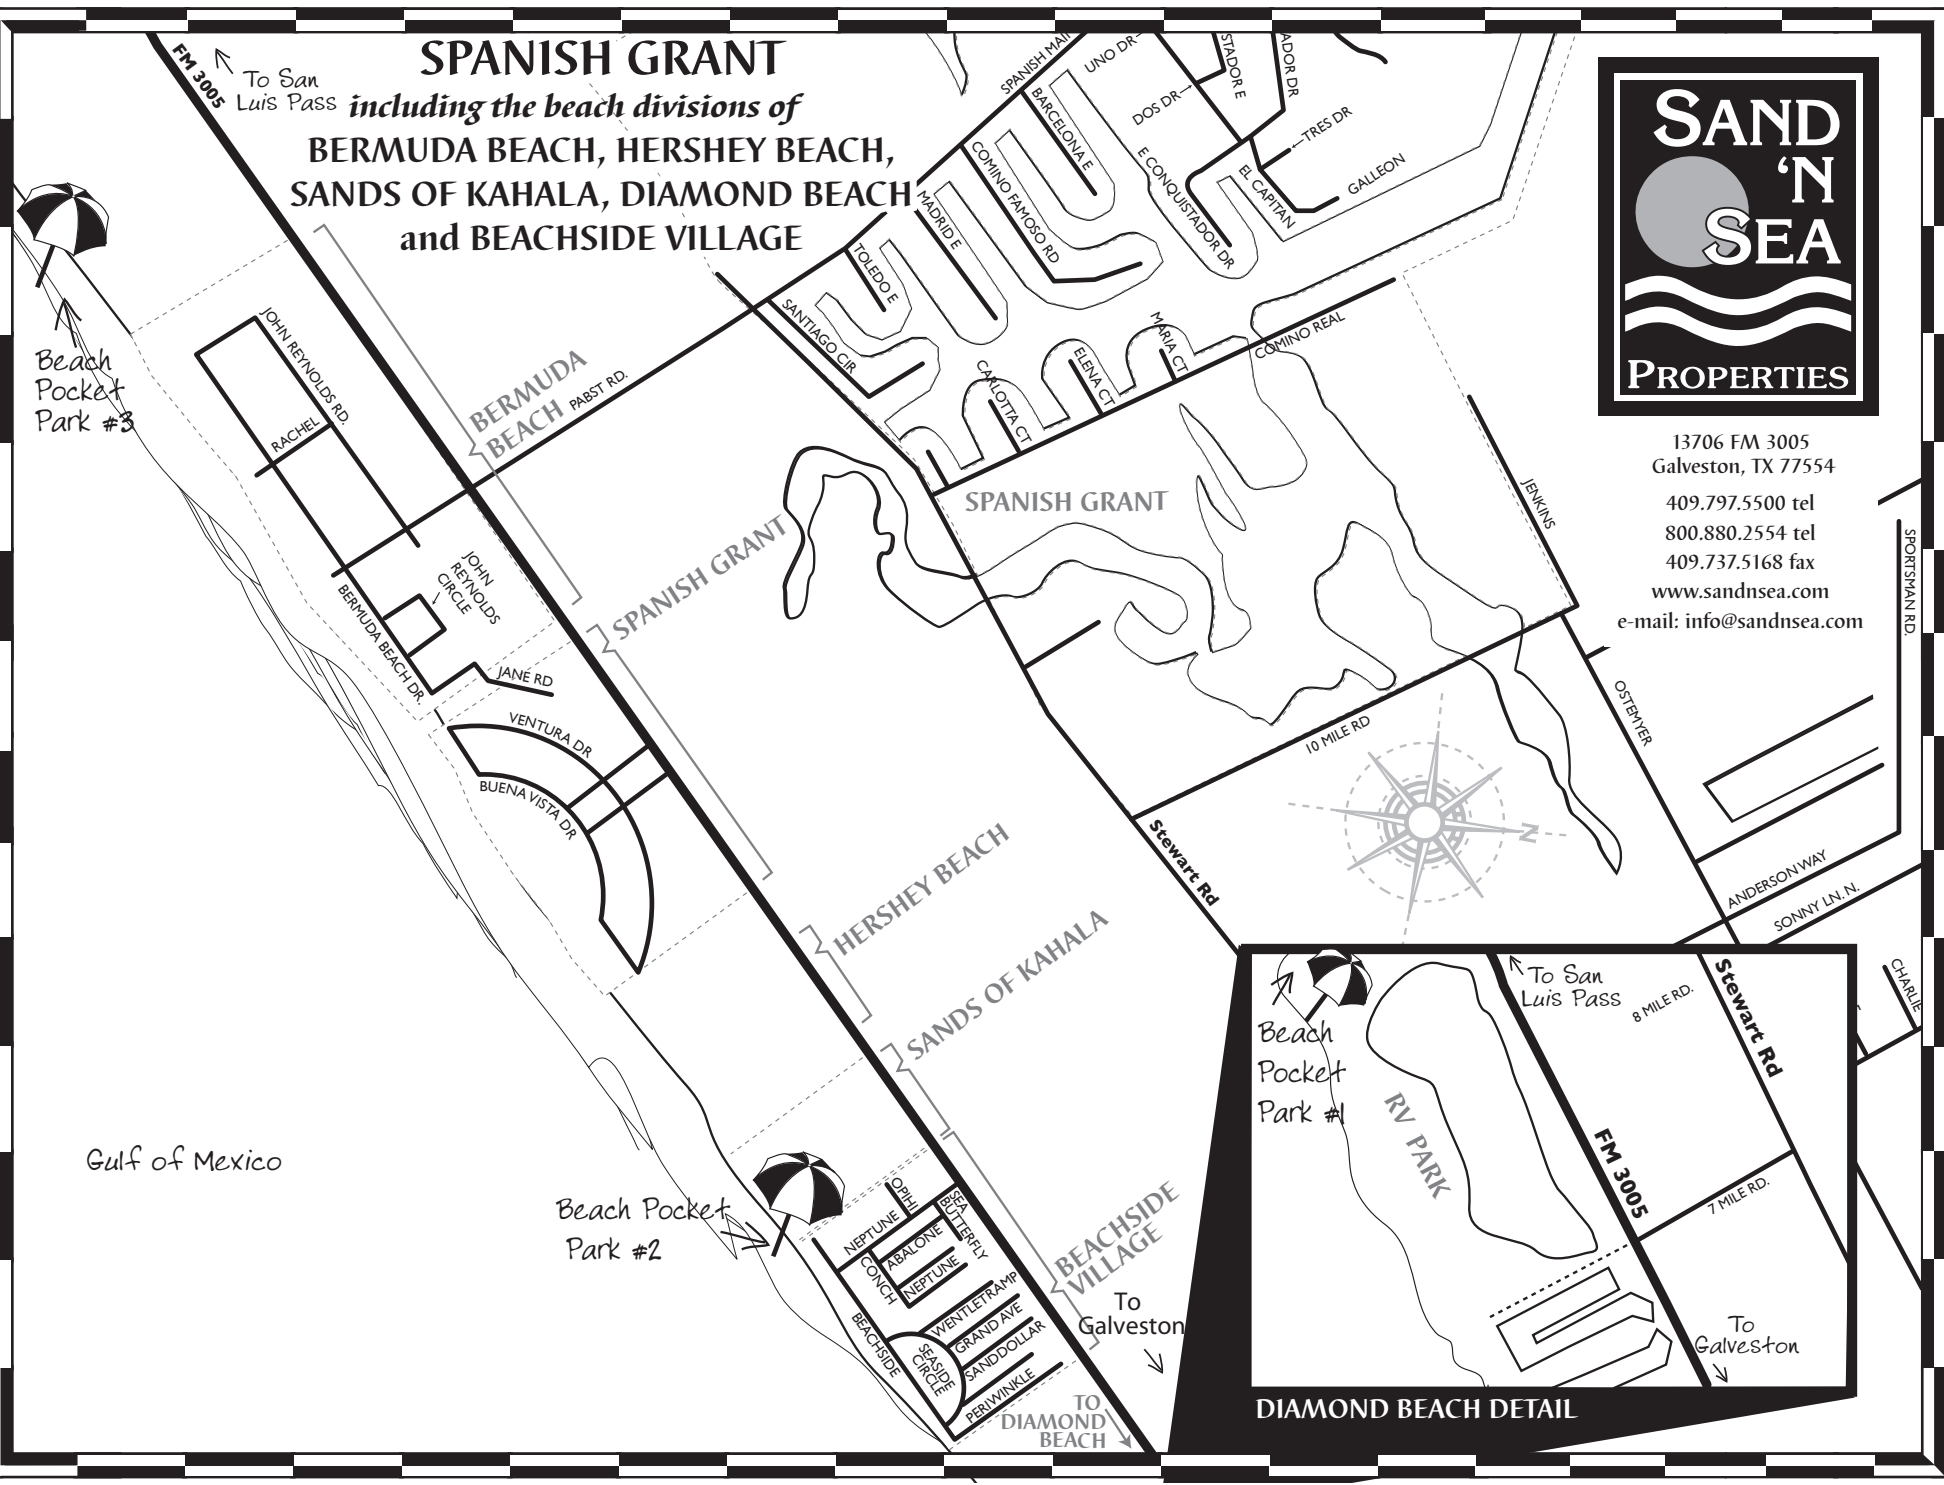 SPANISH GRANT
including the beach divisions of
BERMUDA BEACH, HERSHEY BEACH,
SANDS OF KAHALA, DIAMOND BEACH
and BEACHSIDE VILLAGE
FM 3005
To San
Luis Pass
SPANISH MAIN
UNO DR
DOS DR
TRES DR
GALLEON
EL CAPITAN
E CONQUISTADOR DR
STADOR E
ADOR DR
BARCELONA E
COMINO FAMOSO RD
MADRID E
TOLEDO E
SANTIAGO CIR
CARLOTTA CT
ELENA CT
MARIA CT
COMINO REAL
SAND
'N
SEA
PROPERTIES
13706 FM 3005
Galveston, TX 77554
409.797.5500 tel
800.880.2554 tel
409.737.5168 fax
www.sandnsea.com
e-mail: info@sandnsea.com
Beach
Pocket
Park #3
JOHN REYNOLDS RD.
RACHEL
BERMUDA
BEACH
PABST RD.
SPANISH GRANT
SPANISH GRANT
JENKINS
SPORTSMAN RD.
JOHN
REYNOLDS
CIRCLE
BERMUDA BEACH DR.
JANE RD
VENTURA DR
BUENA VISTA DR
OSTEMYER
10 MILE RD
N
Stewart Rd
HERSHEY BEACH
SANDS OF KAHALA
ANDERSON WAY
SONNY LN. N.
CHARLIE
Gulf of Mexico
Beach Pocket
Park #2
OPIHI
NEPTUNE
SEA
BUTTERFLY
ABALONE
CONCH
NEPTUNE
WENTLETRAP
GRAND AVE
SANDDOLLAR
PERIWINKLE
BEACHSIDE
SEASIDE
CIRCLE
BEACHSIDE
VILLAGE
To
Galveston
TO
DIAMOND
BEACH
Beach
Pocket
Park #1
RV PARK
To San
Luis Pass
8 MILE RD.
Stewart Rd
FM 3005
7 MILE RD.
To
Galveston
DIAMOND BEACH DETAIL